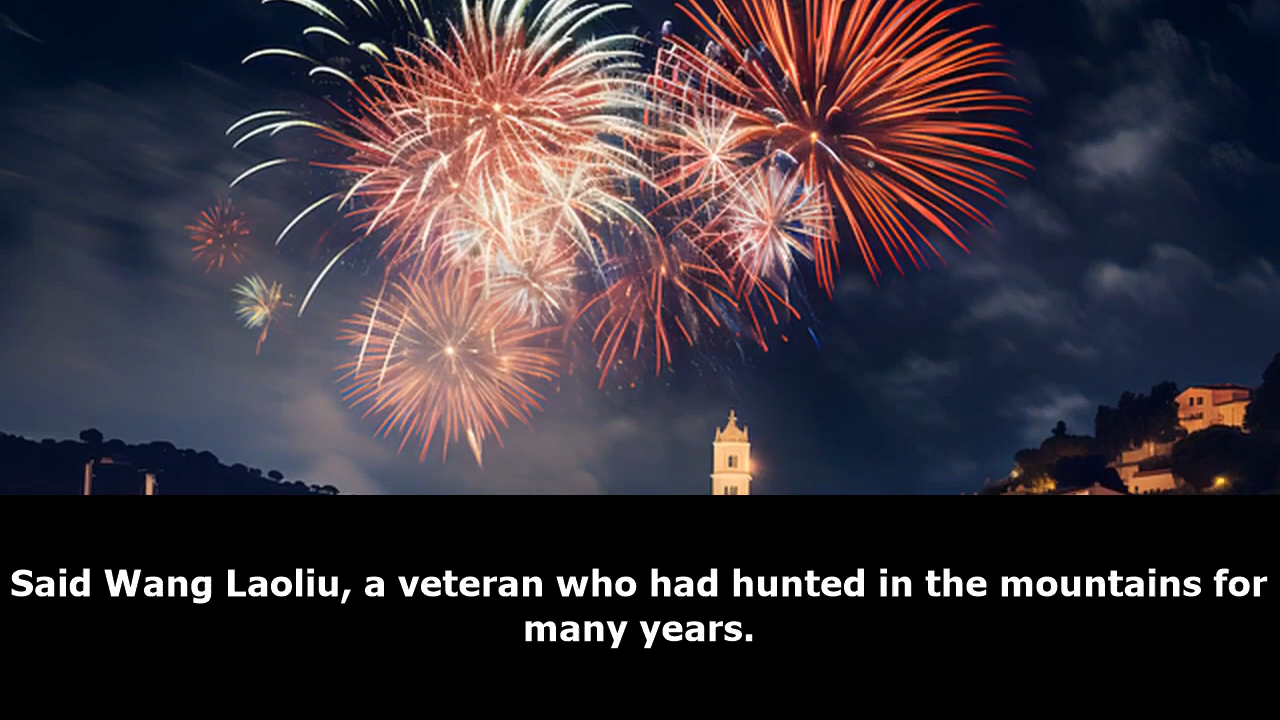 Said Wang Laoliu, a veteran who had hunted in the mountains for
many years.